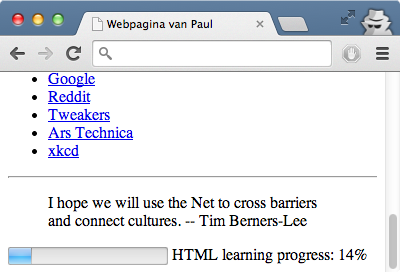 Webpagina van Paul
Google
Reddit
Tweakers
Ars Technica
xkcd
I hope we will use the Net to cross barriers
and connect cultures. -- Tim Berners-Lee
HTML learning progress: 14%